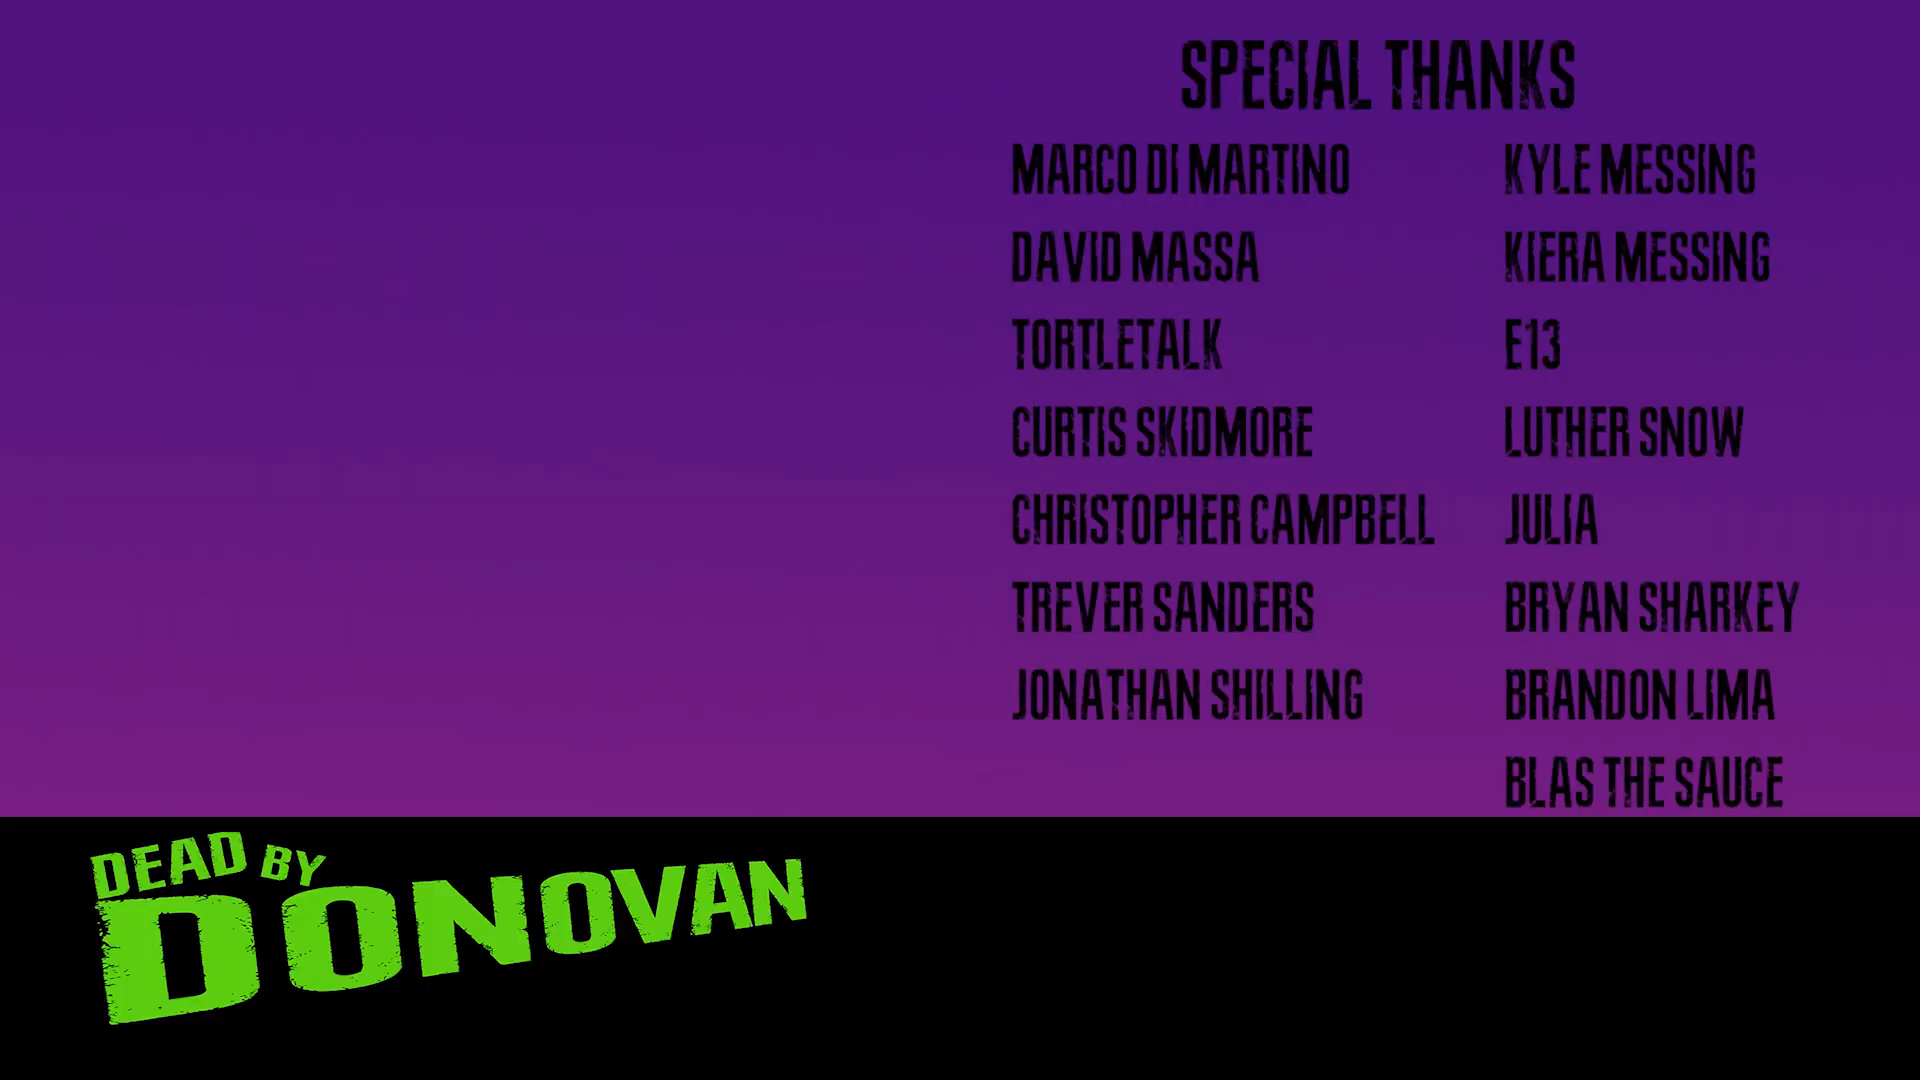 SPECIAL THANKS
MARCO DI MARTINO
DAVID MASSA
TORTLETALK
CURTIS SKIDMORE
CHRISTOPHER CAMPBELL
TREVER SANDERS
JONATHAN SHILLING
KYLE MESSING
KIERA MESSING
E13
LUTHER SNOW
JULIA
BRYAN SHARKEY
BRANDON LIMA
BLAS THE SAUCE
DEAD BY
DONOVAN